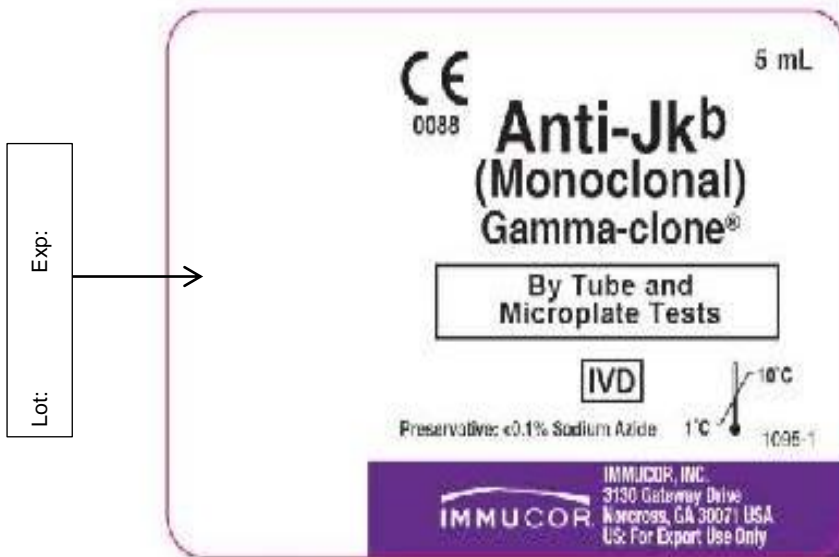 Lot: Exp:
CE
0088
5 mL
Anti-Jkb
(Monoclonal)
Gamma-clone®
By Tube and
Microplate Tests
IVD
10°C
1°C
Preservative: <0.1% Sodium Azide
1095-1
IMMUCOR
IMMUCOR, INC.
3130 Gateway Drive
Norcross, GA 30071 USA
US: For Export Use Only